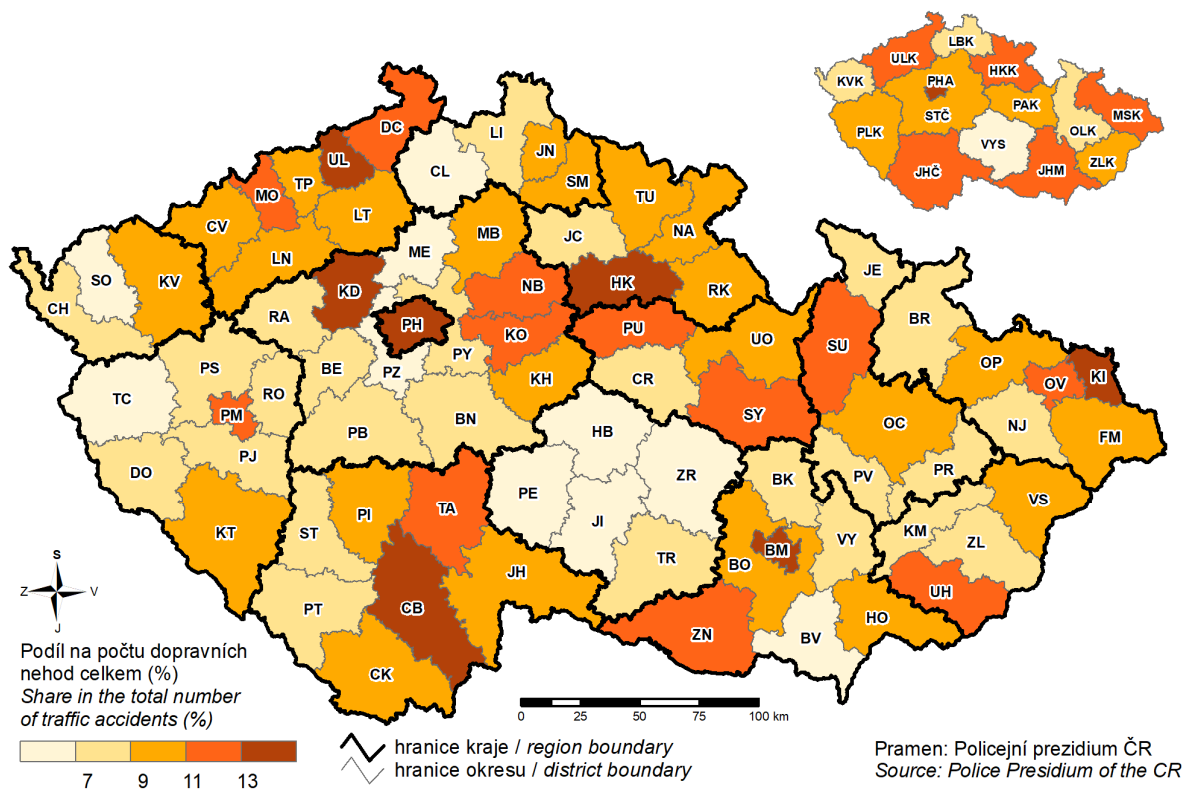 LBK
ULK
HKK
KVK
PHA
PAK
MSK
STČ
PLK
OLK
VYS
ZLK
JHČ
JHM
DC
LI
UL
JN
CL
TP
SM
MO
TU
LT
CV
NA
MB
JC
ME
LN
JE
SO
KV
HK
NB
KD
RK
CH
RA
BR
PH
PU
KO
UO
SU
PY
OP
PS
BE
PZ
KI
CR
KH
OV
RO
TC
PM
SY
BN
OC
NJ
HB
PB
FM
PJ
DO
PR
ZR
PV
BK
PE
VS
TA
PI
JI
KM
KT
ST
VY
ZL
BM
TR
BO
JH
UH
CB
PT
HO
ZN
BV
CK
S
Z V
J
Podíl na počtu dopravních
nehod celkem (%)
Share in the total number
of traffic accidents (%)
7 9 11 13
0 25 50 75 100 km
hranice kraje / region boundary
hranice okresu / district boundary
Pramen: Policejní prezidium ČR
Source: Police Presidium of the CR